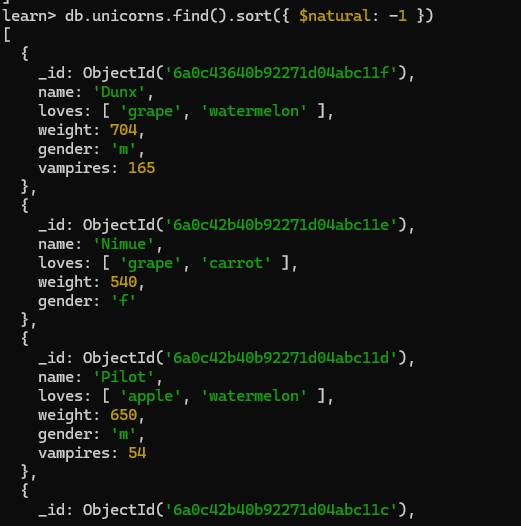 ]
learn> db.unicorns.find().sort({ $natural: -1 })
[
  {
    _id: ObjectId('6a0c43640b92271d04abc11f'),
    name: 'Dunx',
    loves: [ 'grape', 'watermelon' ],
    weight: 704,
    gender: 'm',
    vampires: 165
  },
  {
    _id: ObjectId('6a0c42b40b92271d04abc11e'),
    name: 'Nimue',
    loves: [ 'grape', 'carrot' ],
    weight: 540,
    gender: 'f'
  },
  {
    _id: ObjectId('6a0c42b40b92271d04abc11d'),
    name: 'Pilot',
    loves: [ 'apple', 'watermelon' ],
    weight: 650,
    gender: 'm',
    vampires: 54
  },
  {
    _id: ObjectId('6a0c42b40b92271d04abc11c'),